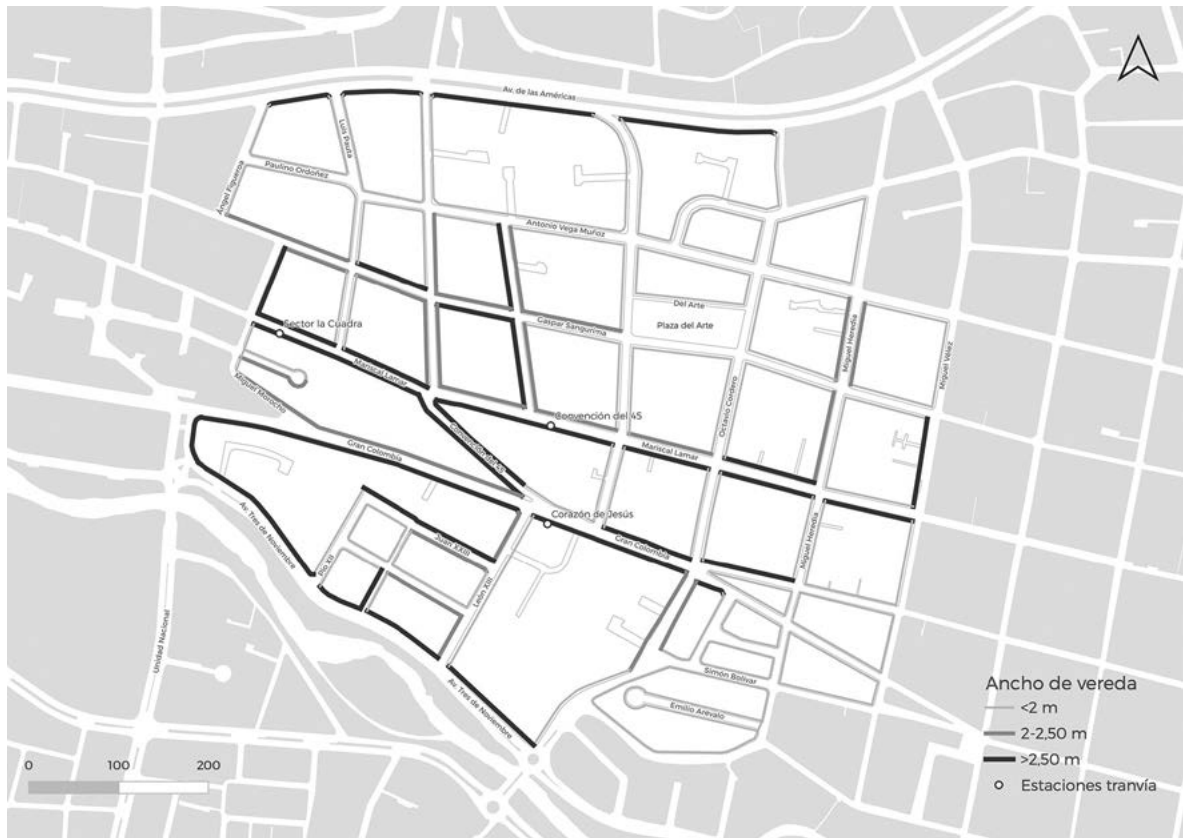 Av. de las Américas
Luis Pauta
Paulino Ordoñez
Ángel Figueroa
Antonio Vega Muñoz
Del Arte
Plaza del Arte
Gaspar Sangurima
Miguel Heredia
Miguel Vélez
Sector la Cuadra
Mariscal Lamar
Miguel Morocho
Octavio Cordero
Convención del 45
Convención del 45
Mariscal Lamar
Gran Colombia
Av. Tres de Noviembre
Corazón de Jesús
Juan XXIII
Gran Colombia
Miguel Heredia
Pío XII
León XIII
Unidad Nacional
Simón Bolívar
Emilio Arévalo
Av. Tres de Noviembre
Ancho de vereda
<2 m
2-2,50 m
>2,50 m
Estaciones tranvía
0 100 200